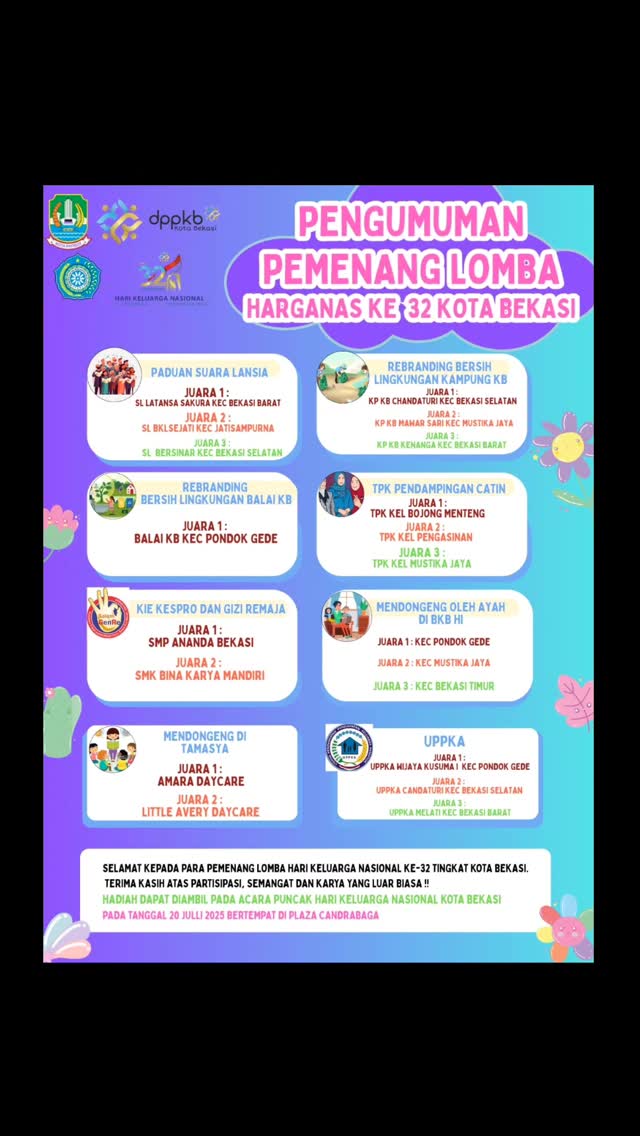 dppkb
Kota Bekasi
HARI KELUARGA NASIONAL
PENGUMUMAN
PEMENANG LOMBA
HARGANAS KE 32 KOTA BEKASI
PADUAN SUARA LANSIA
JUARA 1 :
SL LATANSA SAKURA KEC BEKASI BARAT
JUARA 2 :
SL BKLSEJATI KEC JATISAMPURNA
JUARA 3 :
SL BERSINAR KEC BEKASI SELATAN
REBRANDING BERSIH
LINGKUNGAN KAMPUNG KB
JUARA 1 :
KP KB CHANDATURI KEC BEKASI SELATAN
JUARA 2 :
KP KB MAWAR SARI KEC MUSTIKA JAYA
JUARA 3 :
KP KB KENANGA KEC BEKASI BARAT
REBRANDING
BERSIH LINGKUNGAN BALAI KB
JUARA 1 :
BALAI KB KEC PONDOK GEDE
TPK PENDAMPINGAN CATIN
JUARA 1 :
TPK KEL BOJONG MENTENG
JUARA 2 :
TPK KEL PENGASINAN
JUARA 3 :
TPK KEL MUSTIKA JAYA
KIE KESPRO DAN GIZI REMAJA
JUARA 1 :
SMP ANANDA BEKASI
JUARA 2 :
SMK BINA KARYA MANDIRI
MENDONGENG OLEH AYAH
DI BKB HI
JUARA 1 : KEC PONDOK GEDE
JUARA 2 : KEC MUSTIKA JAYA
JUARA 3 : KEC BEKASI TIMUR
MENDONGENG DI
TAMASYA
JUARA 1 :
AMARA DAYCARE
JUARA 2 :
LITTLE AVERY DAYCARE
UPPKA
UPPKA
JUARA 1 :
UPPKA WIJAYA KUSUMA I KEC PONDOK GEDE
JUARA 2 :
UPPKA CANDATURI KEC BEKASI SELATAN
JUARA 3 :
UPPKA MELATI KEC BEKASI BARAT
SELAMAT KEPADA PARA PEMENANG LOMBA HARI KELUARGA NASIONAL KE-32 TINGKAT KOTA BEKASI.
TERIMA KASIH ATAS PARTISIPASI, SEMANGAT DAN KARYA YANG LUAR BIASA !!
HADIAH DAPAT DIAMBIL PADA ACARA PUNCAK HARI KELUARGA NASIONAL KOTA BEKASI
PADA TANGGAL 20 JULLI 2025 BERTEMPAT DI PLAZA CANDRABAGA